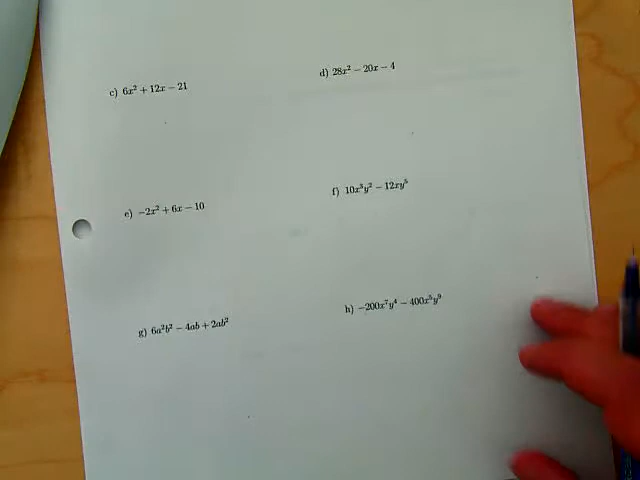 c) 6x² + 12x − 21
d) 28x² − 20x − 4
e) −2x² + 6x − 10
f) 10x³y² − 12xy⁵
g) 6a²b² − 4ab + 2ab²
h) −200x⁷y⁴ − 400x⁵y⁹